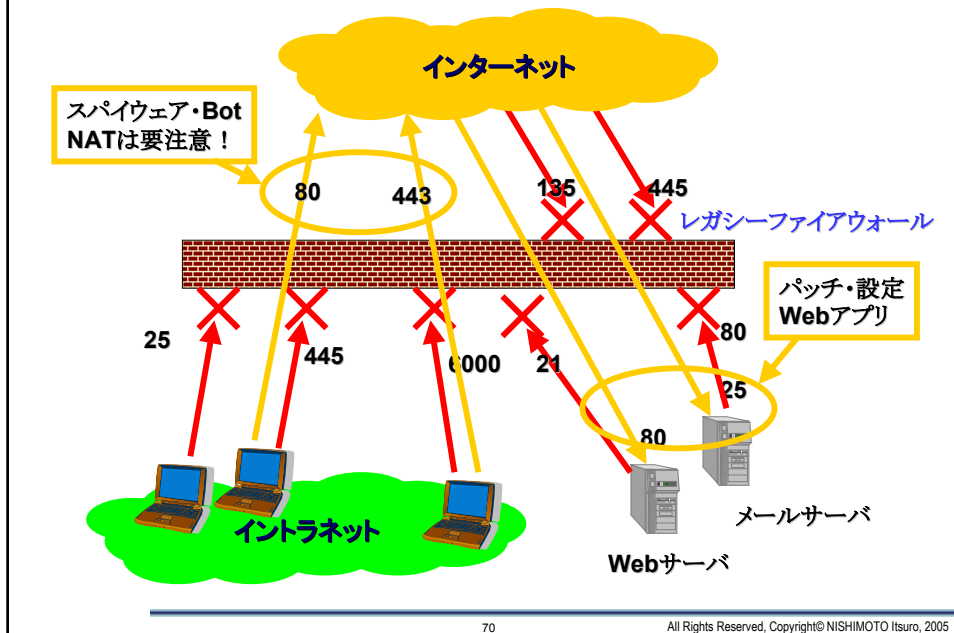 インターネット
スパイウェア・Bot
NATは要注意！
80
443
135
445
レガシーファイアウォール
パッチ・設定
Webアプリ
25
445
6000
21
80
25
80
イントラネット
メールサーバ
Webサーバ
70
All Rights Reserved, Copyright© NISHIMOTO Itsuro, 2005